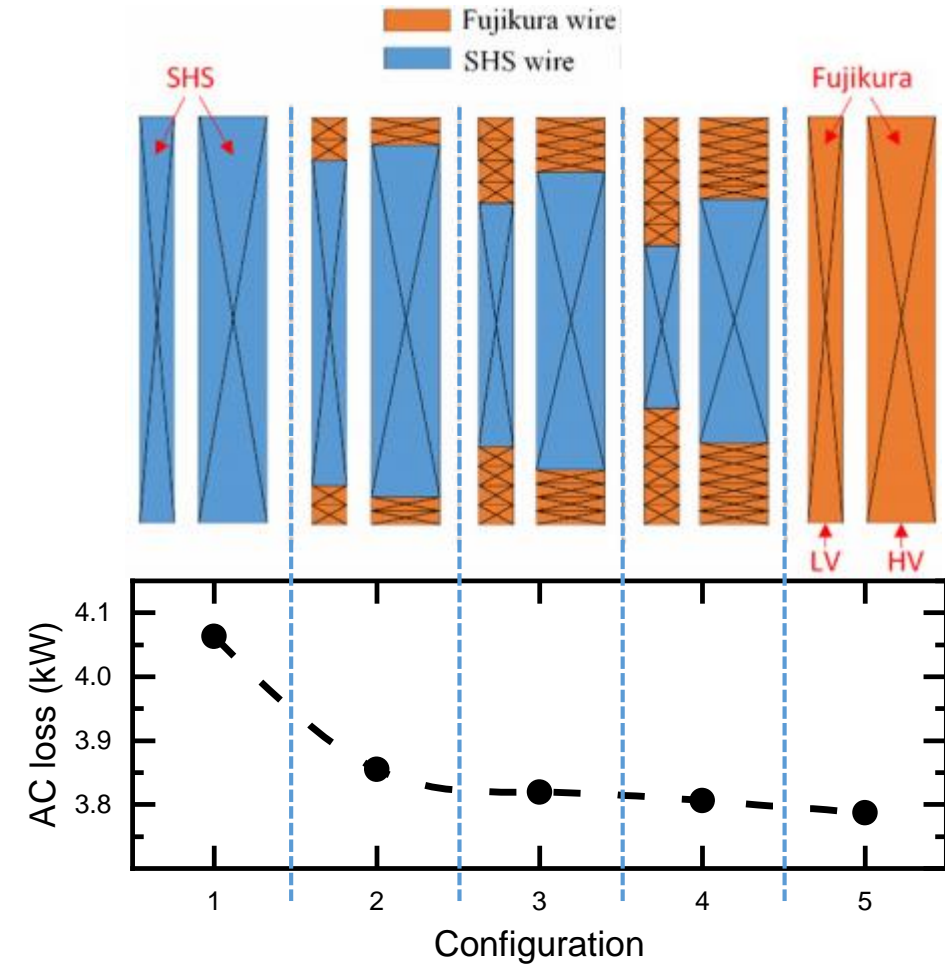 Fujikura wire
SHS wire
SHS
Fujikura
LV
HV
4.1
4.0
3.9
3.8
AC loss (kW)
1
2
3
4
5
Configuration